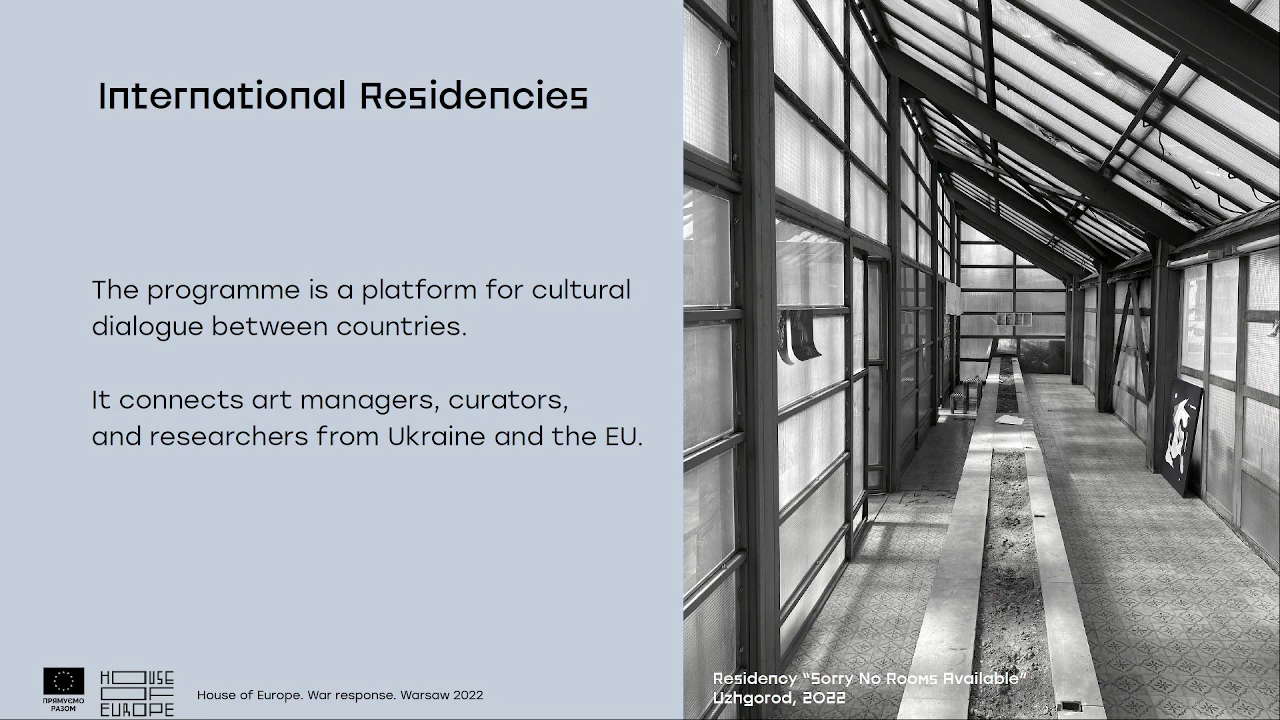 International Residencies
The programme is a platform for cultural
dialogue between countries.
It connects art managers, curators,
and researchers from Ukraine and the EU.
ПРЯМУЄМО
РАЗОМ
HOUSE
OF
EUROPE
House of Europe. War response. Warsaw 2022
Residency “Sorry No Rooms Available”
Uzhgorod, 2022